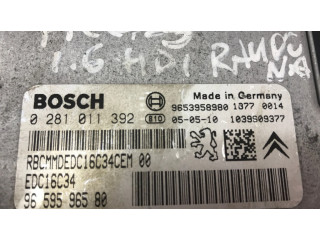 1.6 HDI
BOSCH
Made in Germany
9653958980 1377 0014
0 281 011 392 e10 05-05-10 1039S09377
RBCMMDEDC16C34CEM 00
EDC16C34
96 595 965 80